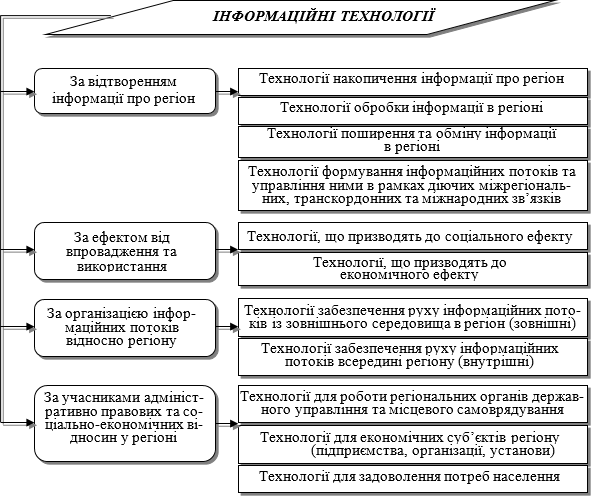 ІНФОРМАЦІЙНІ ТЕХНОЛОГІЇ
За відтворенням
інформації про регіон
Технології накопичення інформації про регіон
Технології обробки інформації в регіоні
Технології поширення та обміну інформації
в регіоні
Технології формування інформаційних потоків та
управління ними в рамках діючих міжрегіональ-
них, транскордонних та міжнародних зв’язків
За ефектом від
впровадження та
використання
Технології, що призводять до соціального ефекту
Технології, що призводять до
економічного ефекту
За організацією інфор-
маційних потоків
відносно регіону
Технології забезпечення руху інформаційних пото-
ків із зовнішнього середовища в регіон (зовнішні)
Технології забезпечення руху інформаційних
потоків всередині регіону (внутрішні)
За учасниками адмініст-
ративно правових та со-
ціально-економічних від-
носин у регіоні
Технології для роботи регіональних органів держав-
ного управління та місцевого самоврядування
Технології для економічних суб’єктів регіону
(підприємства, організації, установи)
Технології для задоволення потреб населення